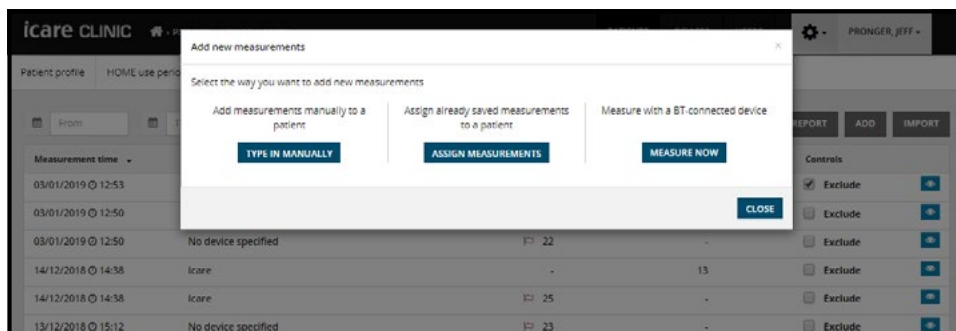 icare CLINIC
PRONGER, JEFF
Add new measurements
×
Patient profile HOME use perio
Select the way you want to add new measurements
Add measurements manually to a
patient
Assign already saved measurements
to a patient
Measure with a BT-connected device
TYPE IN MANUALLY ASSIGN MEASUREMENTS MEASURE NOW
From
REPORT ADD IMPORT
Measurement time Controls
03/01/2019 12:53 Exclude
CLOSE
03/01/2019 12:50 Exclude
03/01/2019 12:50 No device specified 22 - Exclude
14/12/2018 14:38 Icare - 13 Exclude
14/12/2018 14:38 Icare 25 - Exclude
13/12/2018 15:12 No device specified 23 - Exclude